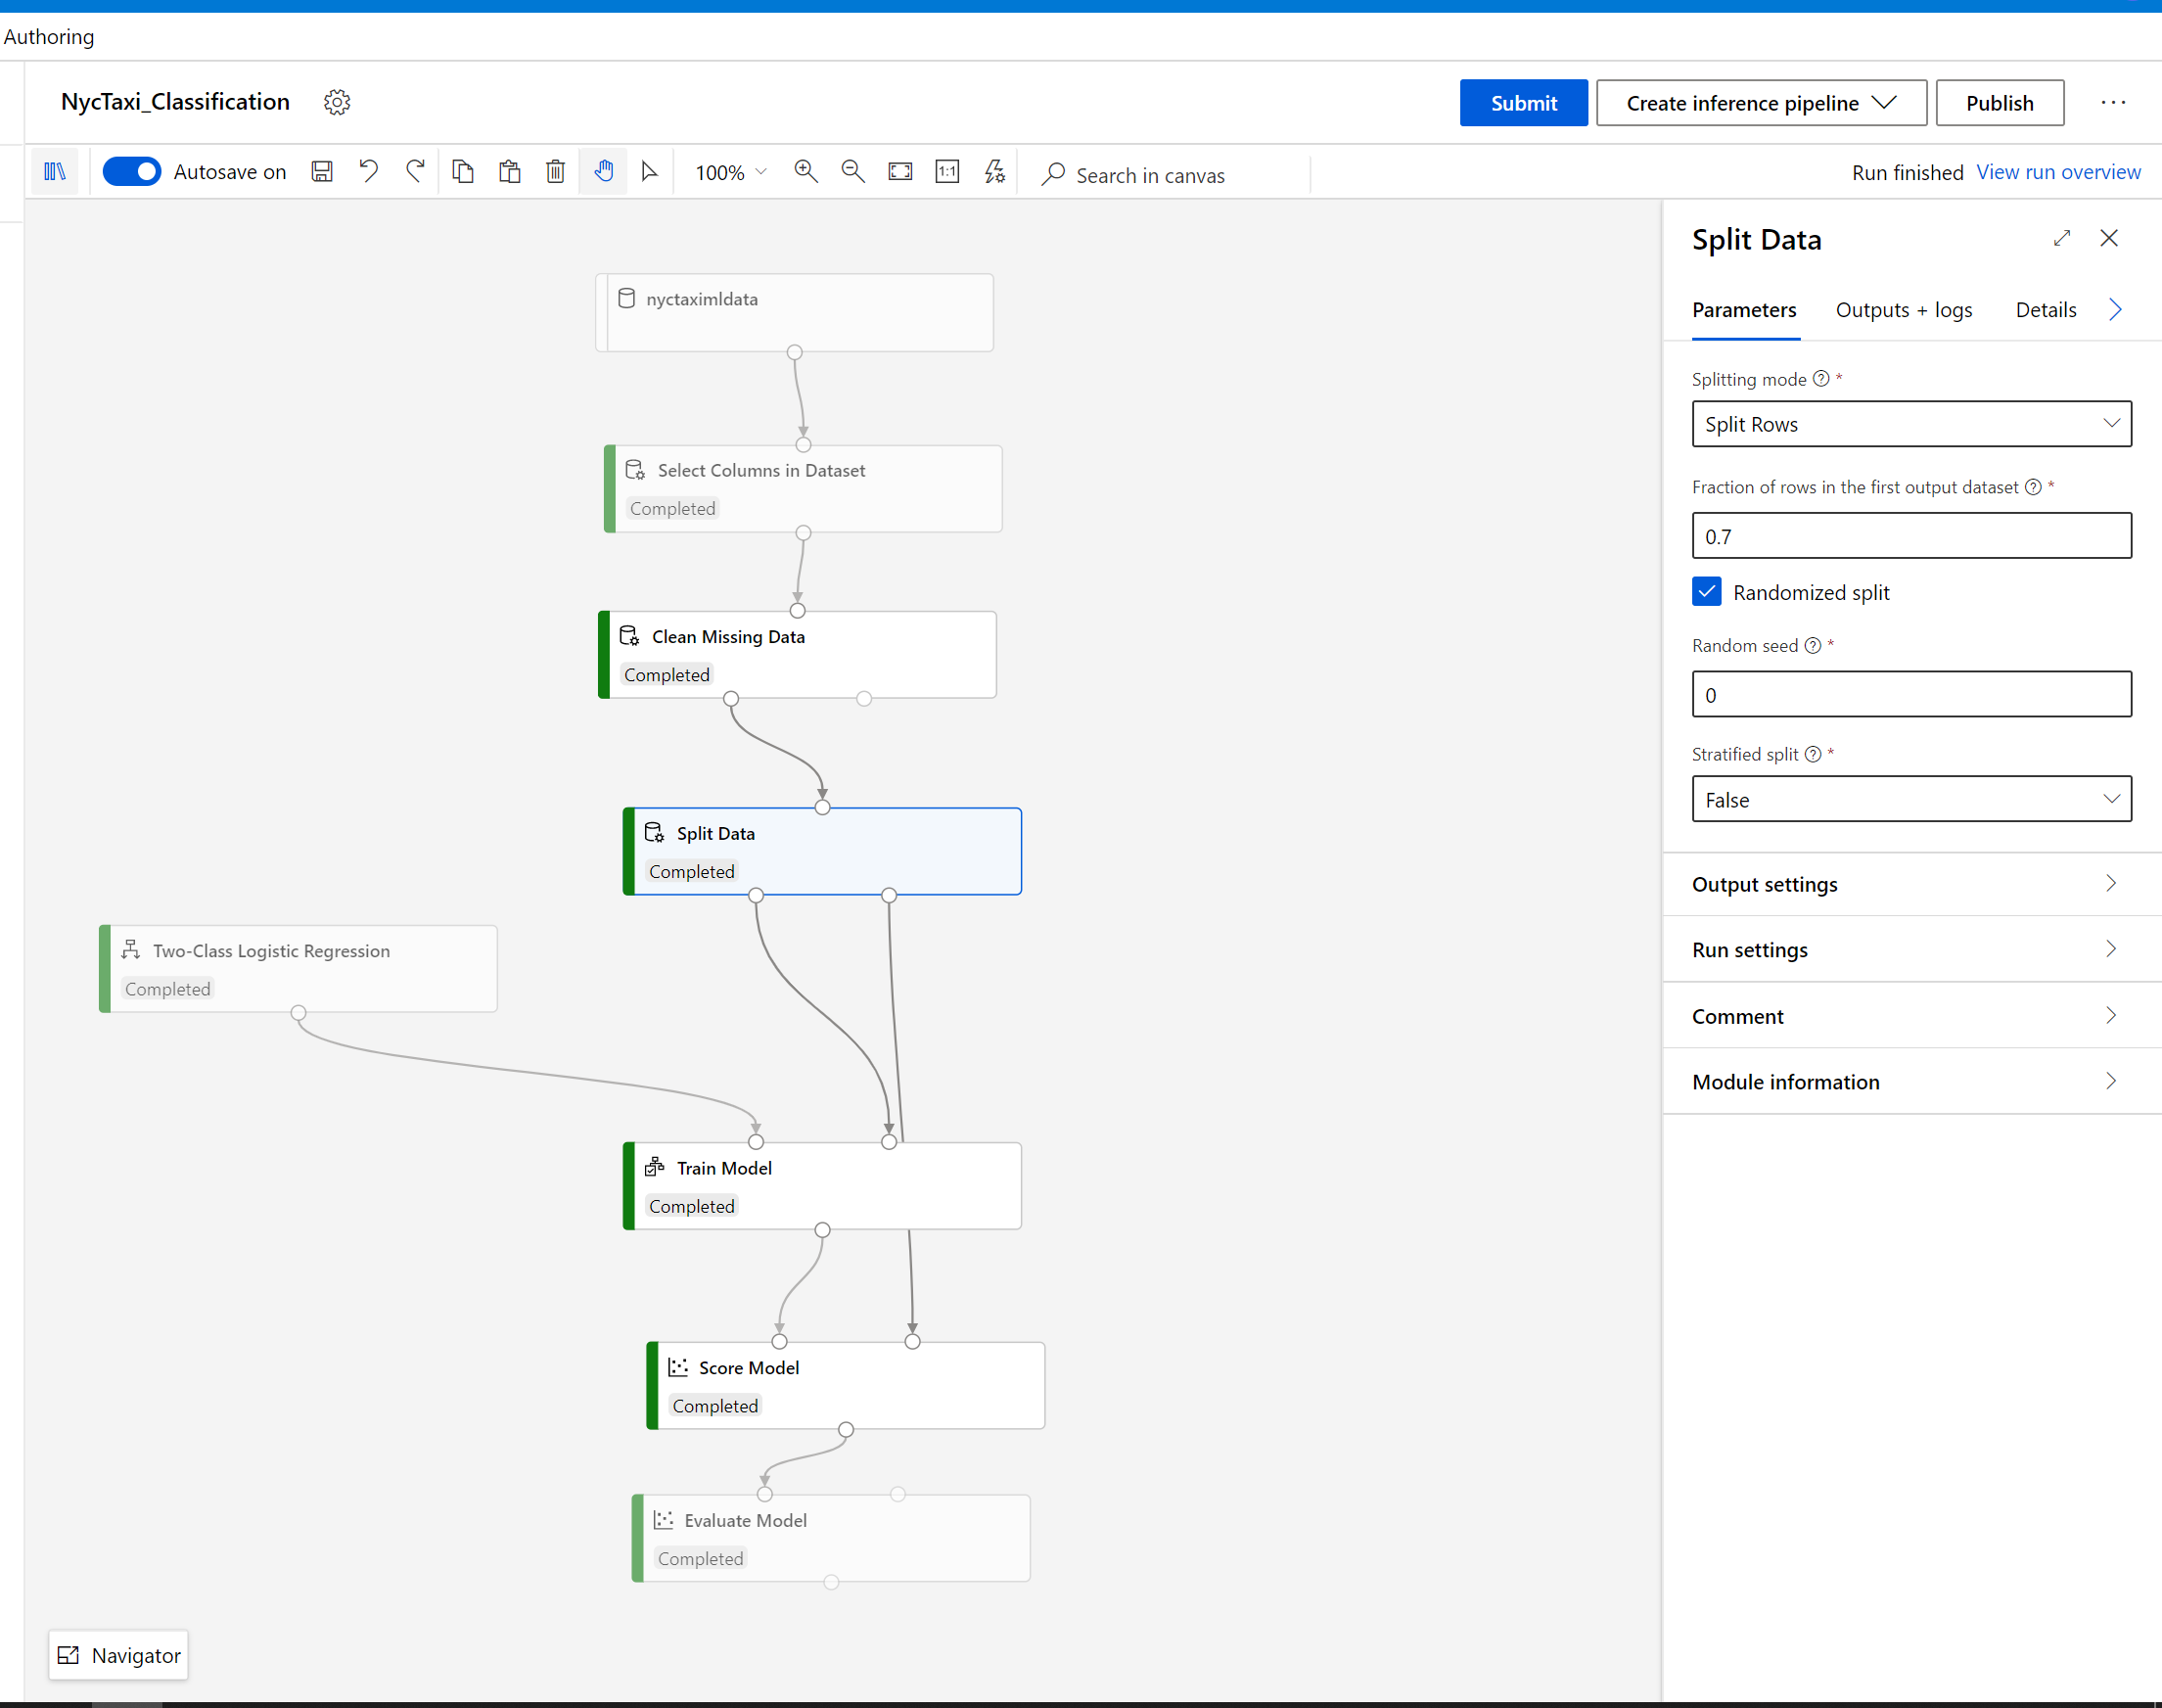 Authoring
NycTaxi_Classification
Submit
Create inference pipeline
Publish
Autosave on
100%
1:1
Search in canvas
Run finished
View run overview
nyctaximldata
Select Columns in Dataset
Completed
Clean Missing Data
Completed
Split Data
Completed
Two-Class Logistic Regression
Completed
Train Model
Completed
Score Model
Completed
Evaluate Model
Completed
Navigator
Split Data
Parameters
Outputs + logs
Details
Splitting mode ? *
Split Rows
Fraction of rows in the first output dataset ? *
0.7
Randomized split
Random seed ? *
0
Stratified split ? *
False
Output settings
Run settings
Comment
Module information